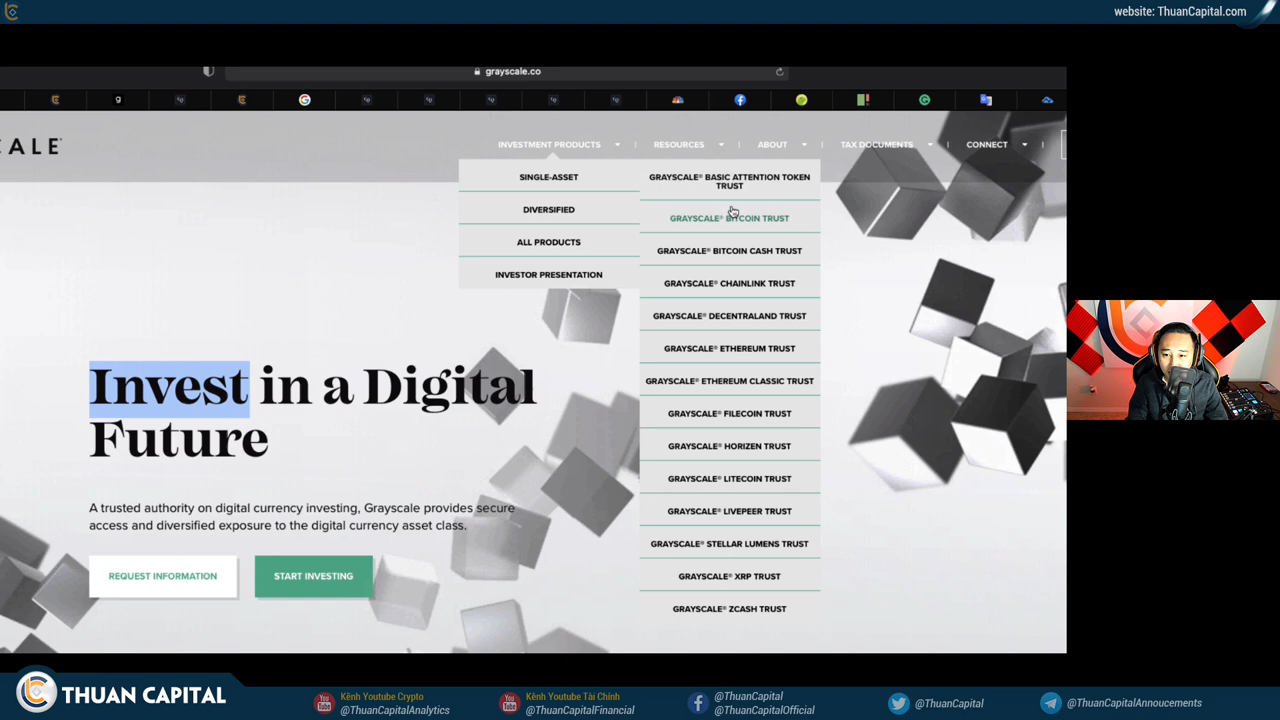 website: ThuanCapital.com
grayscale.co
CALE
INVESTMENT PRODUCTS
RESOURCES
ABOUT
TAX DOCUMENTS
CONNECT
SINGLE-ASSET
DIVERSIFIED
ALL PRODUCTS
INVESTOR PRESENTATION
GRAYSCALE® BASIC ATTENTION TOKEN
TRUST
GRAYSCALE® BITCOIN TRUST
GRAYSCALE® BITCOIN CASH TRUST
GRAYSCALE® CHAINLINK TRUST
GRAYSCALE® DECENTRALAND TRUST
GRAYSCALE® ETHEREUM TRUST
GRAYSCALE® ETHEREUM CLASSIC TRUST
GRAYSCALE® FILECOIN TRUST
GRAYSCALE® HORIZEN TRUST
GRAYSCALE® LITECOIN TRUST
GRAYSCALE® LIVEPEER TRUST
GRAYSCALE® STELLAR LUMENS TRUST
GRAYSCALE® XRP TRUST
GRAYSCALE® ZCASH TRUST
Invest in a Digital
Future
A trusted authority on digital currency investing, Grayscale provides secure
access and diversified exposure to the digital currency asset class.
REQUEST INFORMATION
START INVESTING
THUAN CAPITAL
Kênh Youtube Crypto
@ThuanCapitalAnalytics
Kênh Youtube Tài Chính
@ThuanCapitalFinancial
@ThuanCapital
@ThuanCapitalOfficial
@ThuanCapital
@ThuanCapitalAnnoucements